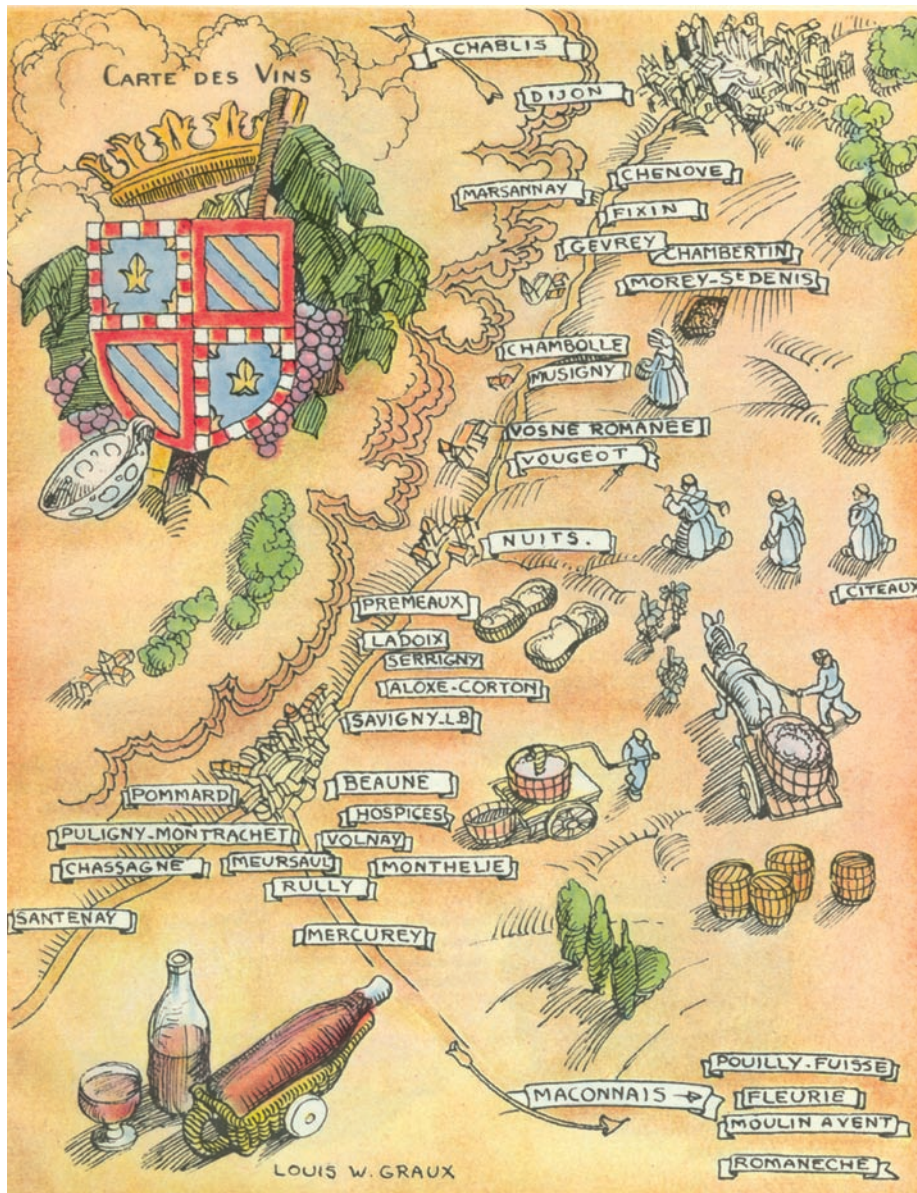 CARTE DES VINS
CHABLIS
DIJON
CHENOVE
MARSANNAY
FIXIN
GEVREY
CHAMBERTIN
MOREY-St DENIS
CHAMBOLLE
MUSIGNY
VOSNE ROMANÉE
VOUGEOT
NUITS.
CITEAUX
PREMEAUX
LADOIX
SERRIGNY
ALOXE-CORTON
SAVIGNY-LB
BEAUNE
POMMARD
HOSPICES
PULIGNY-MONTRACHET
VOLNAY
CHASSAGNE
MEURSAUL
MONTHELIE
RULLY
SANTENAY
MERCUREY
POUILLY-FUISSE
MACONNAIS
FLEURIE
MOULIN AVENT
ROMANECHE
LOUIS W. GRAUX